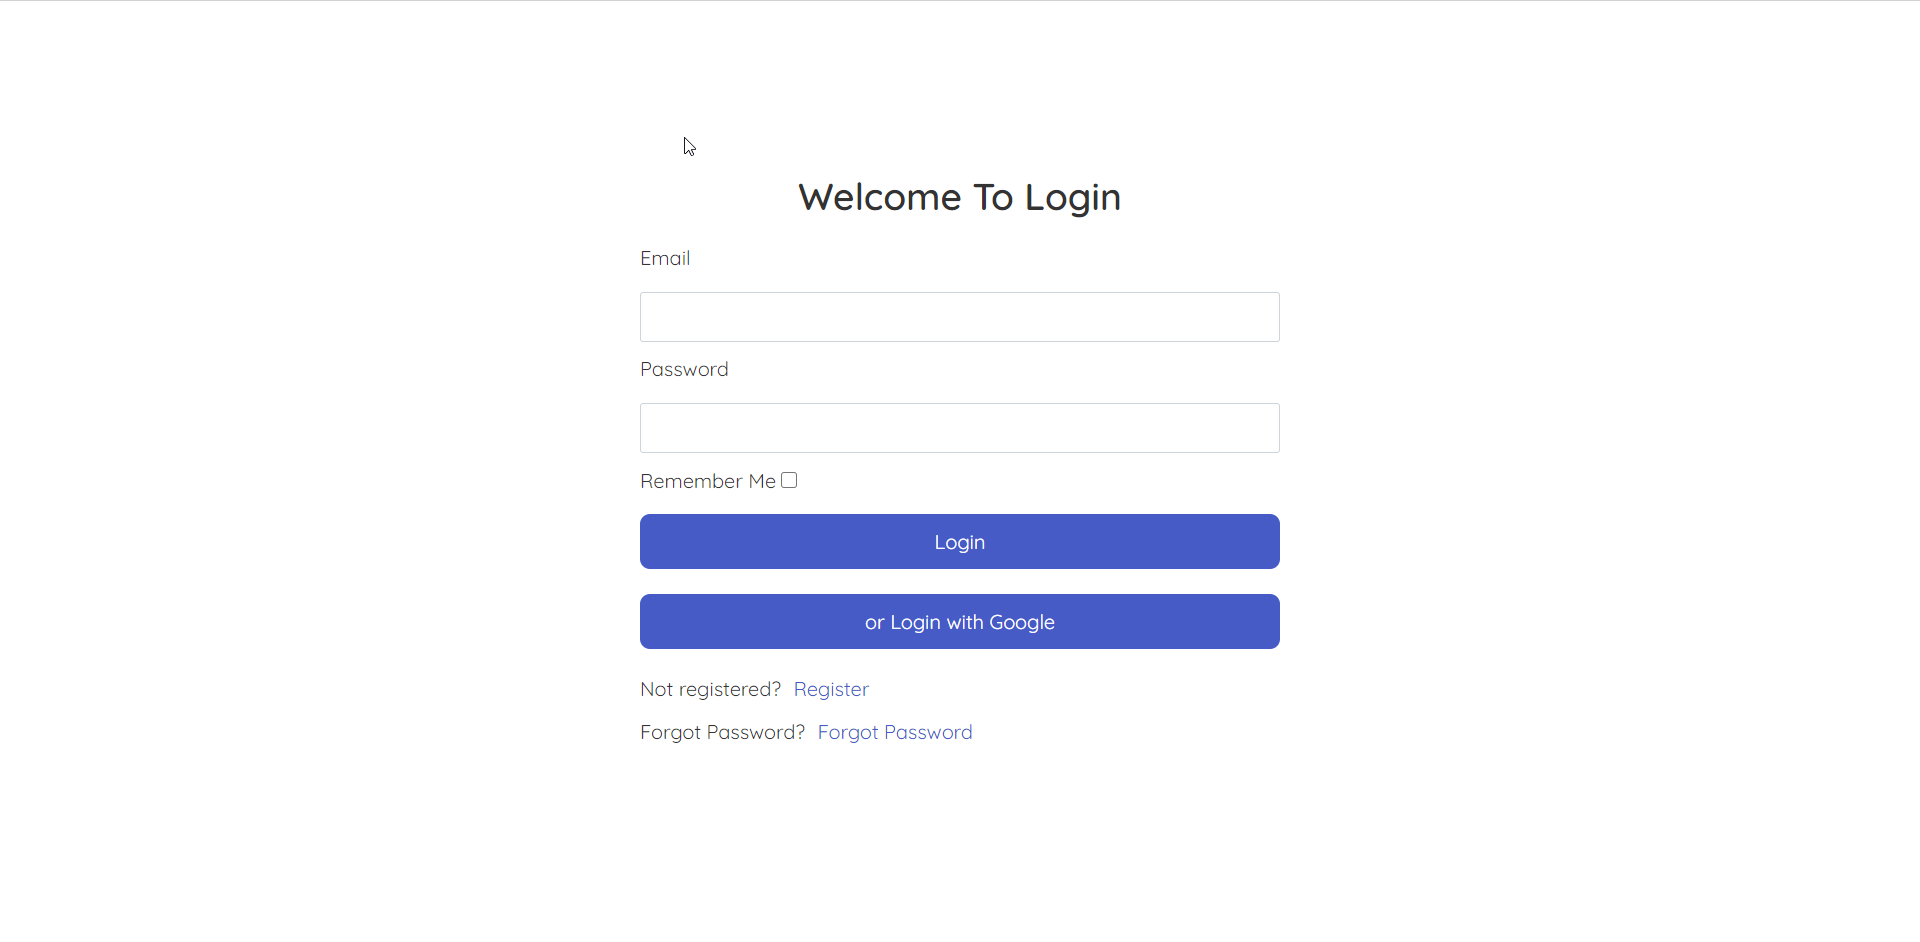 Welcome To Login
Email
Password
Remember Me
Login
or Login with Google
Not registered? Register
Forgot Password? Forgot Password